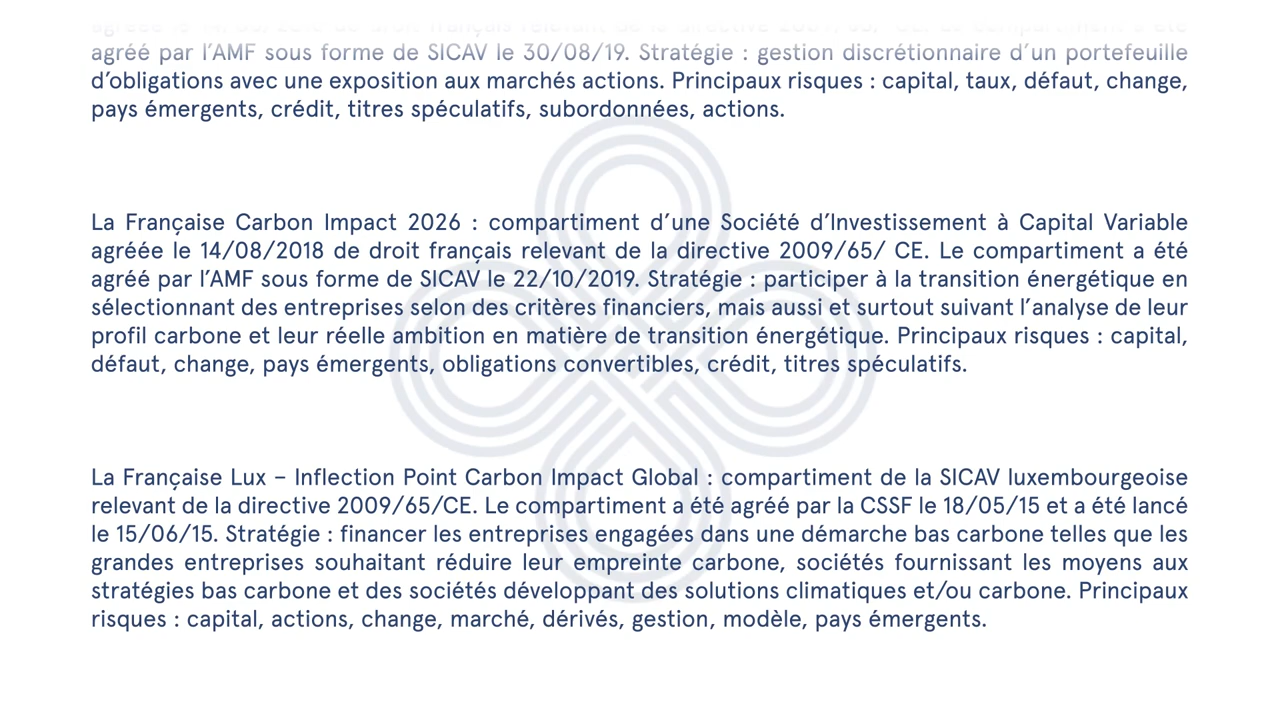 agréé par l’AMF sous forme de SICAV le 30/08/19. Stratégie : gestion discrétionnaire d’un portefeuille
d’obligations avec une exposition aux marchés actions. Principaux risques : capital, taux, défaut, change,
pays émergents, crédit, titres spéculatifs, subordonnées, actions.
La Française Carbon Impact 2026 : compartiment d’une Société d’Investissement à Capital Variable
agréée le 14/08/2018 de droit français relevant de la directive 2009/65/ CE. Le compartiment a été
agréé par l’AMF sous forme de SICAV le 22/10/2019. Stratégie : participer à la transition énergétique en
sélectionnant des entreprises selon des critères financiers, mais aussi et surtout suivant l’analyse de leur
profil carbone et leur réelle ambition en matière de transition énergétique. Principaux risques : capital,
défaut, change, pays émergents, obligations convertibles, crédit, titres spéculatifs.
La Française Lux – Inflection Point Carbon Impact Global : compartiment de la SICAV luxembourgeoise
relevant de la directive 2009/65/CE. Le compartiment a été agréé par la CSSF le 18/05/15 et a été lancé
le 15/06/15. Stratégie : financer les entreprises engagées dans une démarche bas carbone telles que les
grandes entreprises souhaitant réduire leur empreinte carbone, sociétés fournissant les moyens aux
stratégies bas carbone et des sociétés développant des solutions climatiques et/ou carbone. Principaux
risques : capital, actions, change, marché, dérivés, gestion, modèle, pays émergents.